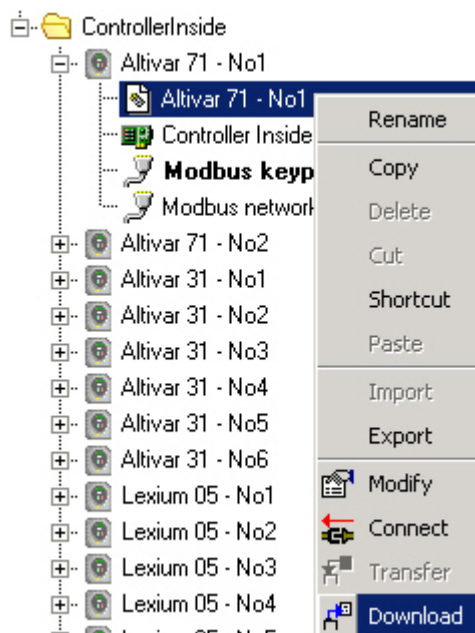 ControllerInside
Altivar 71 - No1
Altivar 71 - No1
Rename
Controller Inside
Modbus keyp
Copy
Modbus network
Delete
Altivar 71 - No2
Cut
Altivar 31 - No1
Shortcut
Altivar 31 - No2
Altivar 31 - No3
Paste
Altivar 31 - No4
Import
Altivar 31 - No5
Export
Altivar 31 - No6
Lexium 05 - No1
Modify
Lexium 05 - No2
Connect
Lexium 05 - No3
Transfer
Lexium 05 - No4
Download